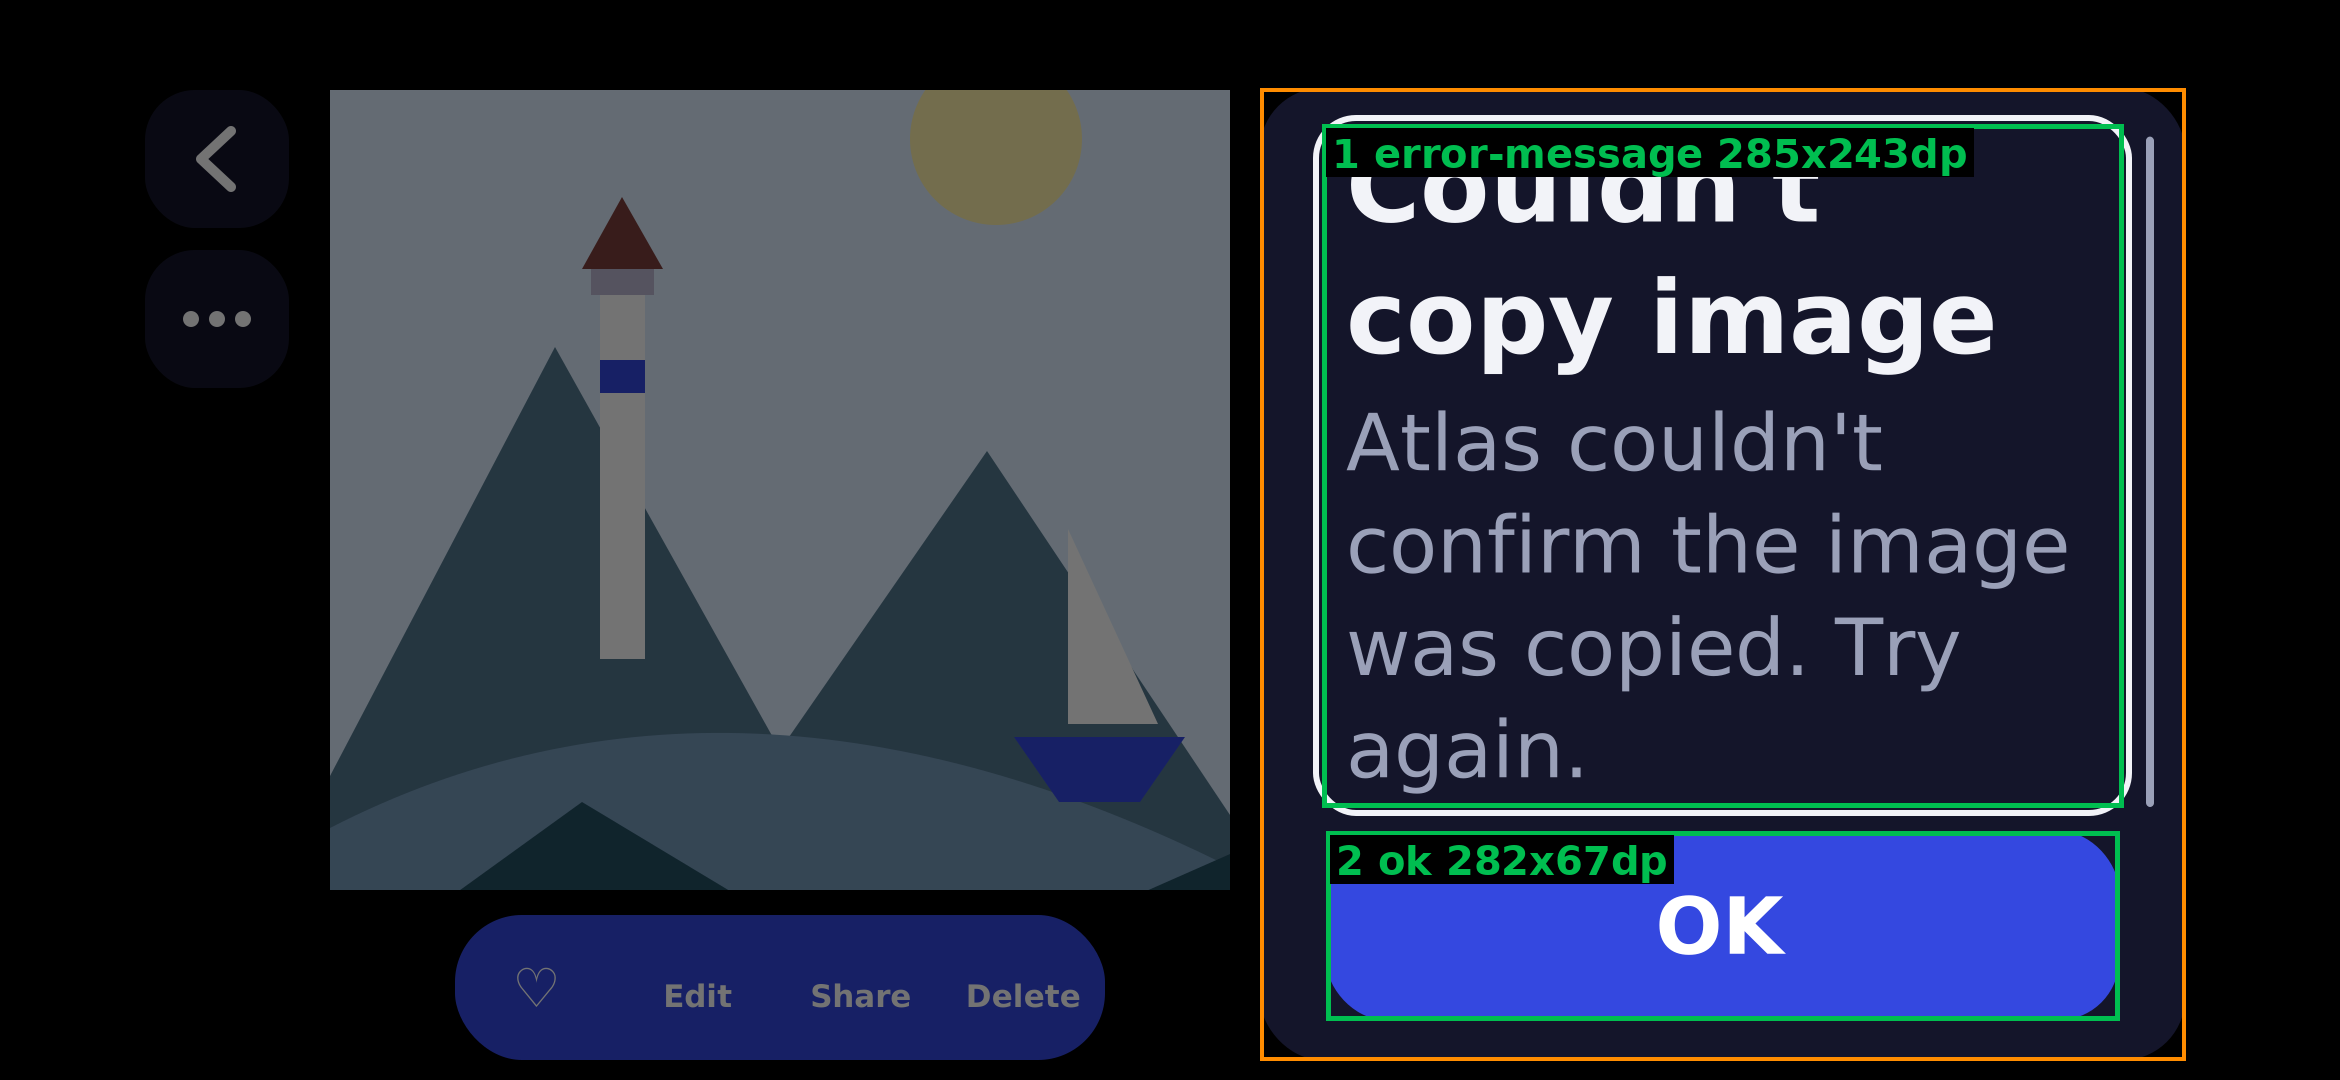 1 error-message 285x243dp
Couldn't
copy image
Atlas couldn't
confirm the image
was copied. Try
again.
2 ok 282x67dp
OK
♡ Edit Share Delete